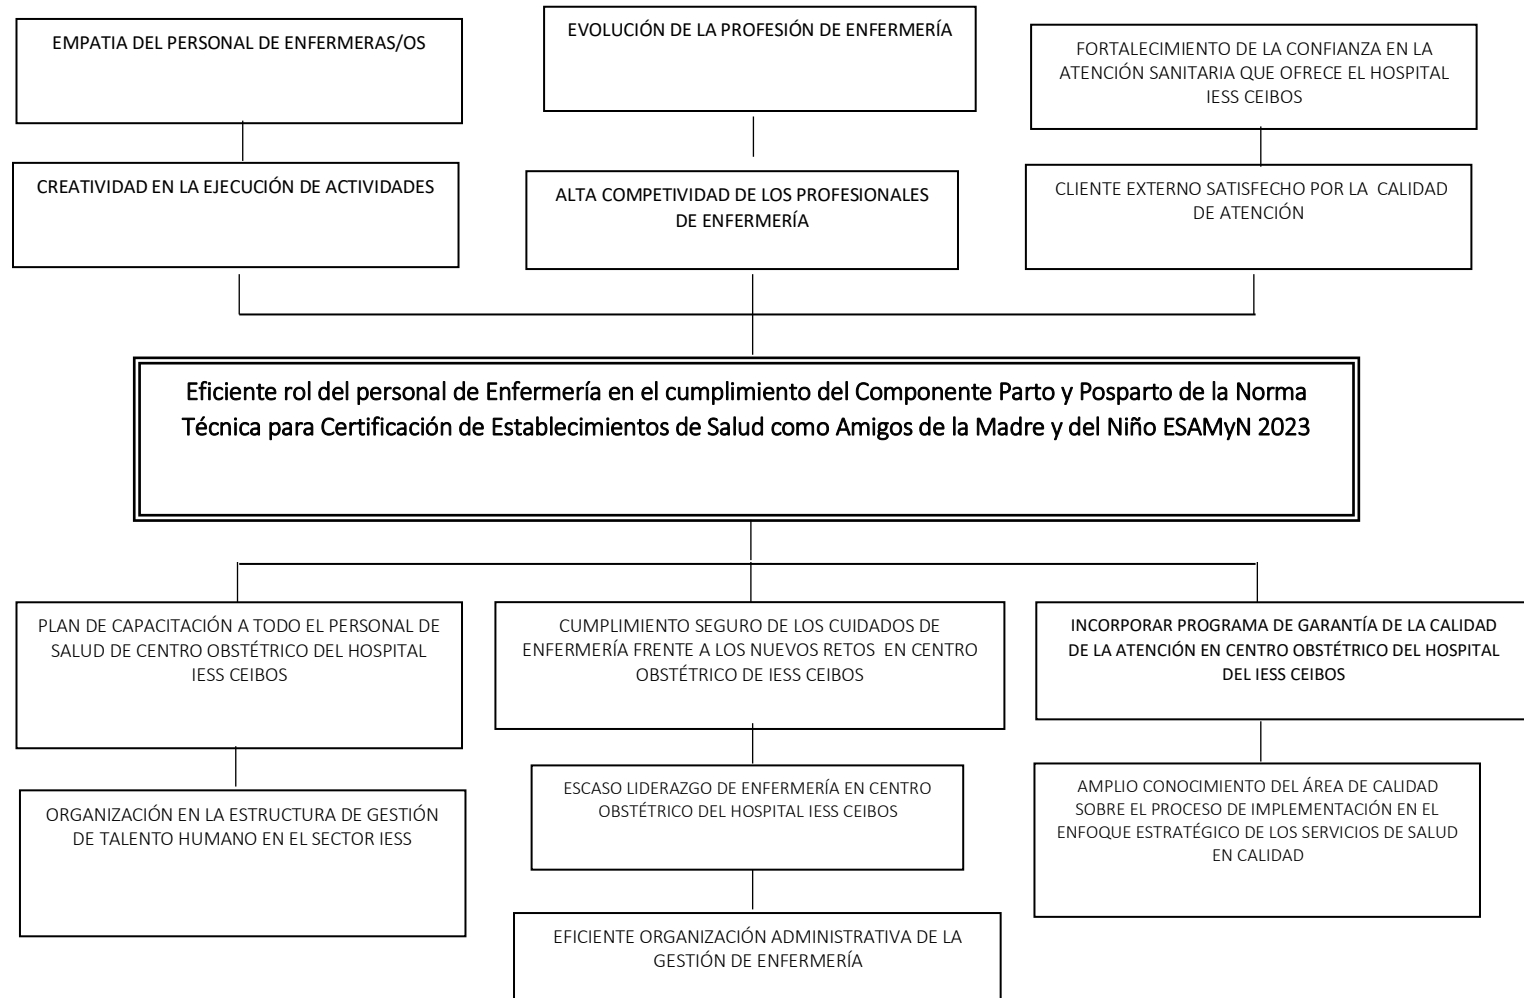 EMPATIA DEL PERSONAL DE ENFERMERAS/OS
EVOLUCIÓN DE LA PROFESIÓN DE ENFERMERÍA
FORTALECIMIENTO DE LA CONFIANZA EN LA
ATENCIÓN SANITARIA QUE OFRECE EL HOSPITAL
IESS CEIBOS
CREATIVIDAD EN LA EJECUCIÓN DE ACTIVIDADES
ALTA COMPETIVIDAD DE LOS PROFESIONALES
DE ENFERMERÍA
CLIENTE EXTERNO SATISFECHO POR LA CALIDAD
DE ATENCIÓN
Eficiente rol del personal de Enfermería en el cumplimiento del Componente Parto y Posparto de la Norma
Técnica para Certificación de Establecimientos de Salud como Amigos de la Madre y del Niño ESAMyN 2023
PLAN DE CAPACITACIÓN A TODO EL PERSONAL DE
SALUD DE CENTRO OBSTÉTRICO DEL HOSPITAL
IESS CEIBOS
CUMPLIMIENTO SEGURO DE LOS CUIDADOS DE
ENFERMERÍA FRENTE A LOS NUEVOS RETOS EN CENTRO
OBSTÉTRICO DE IESS CEIBOS
INCORPORAR PROGRAMA DE GARANTÍA DE LA CALIDAD
DE LA ATENCIÓN EN CENTRO OBSTÉTRICO DEL HOSPITAL
DEL IESS CEIBOS
ORGANIZACIÓN EN LA ESTRUCTURA DE GESTIÓN
DE TALENTO HUMANO EN EL SECTOR IESS
ESCASO LIDERAZGO DE ENFERMERÍA EN CENTRO
OBSTÉTRICO DEL HOSPITAL IESS CEIBOS
AMPLIO CONOCIMIENTO DEL ÁREA DE CALIDAD
SOBRE EL PROCESO DE IMPLEMENTACIÓN EN EL
ENFOQUE ESTRATÉGICO DE LOS SERVICIOS DE SALUD
EN CALIDAD
EFICIENTE ORGANIZACIÓN ADMINISTRATIVA DE LA
GESTIÓN DE ENFERMERÍA